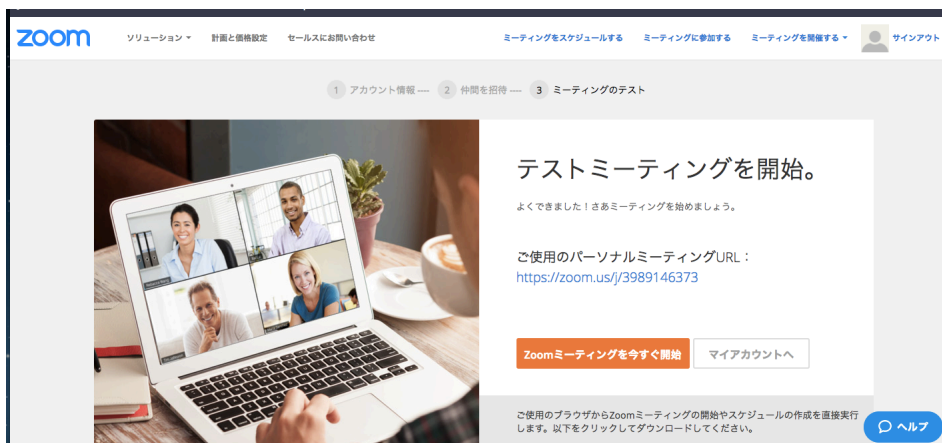 zoom ソリューション 計画と価格設定 セールスにお問い合わせ ミーティングをスケジュールする ミーティングに参加する ミーティングを開催する サインアウト
1 アカウント情報 ---- 2 仲間を招待 ---- 3 ミーティングのテスト
テストミーティングを開始。
よくできました！さあミーティングを始めましょう。
ご使用のパーソナルミーティングURL：
https://zoom.us/j/3989146373
Zoomミーティングを今すぐ開始 マイアカウントへ
ご使用のブラウザからZoomミーティングの開始やスケジュールの作成を直接実行
します。以下をクリックしてダウンロードしてください。
ヘルプ